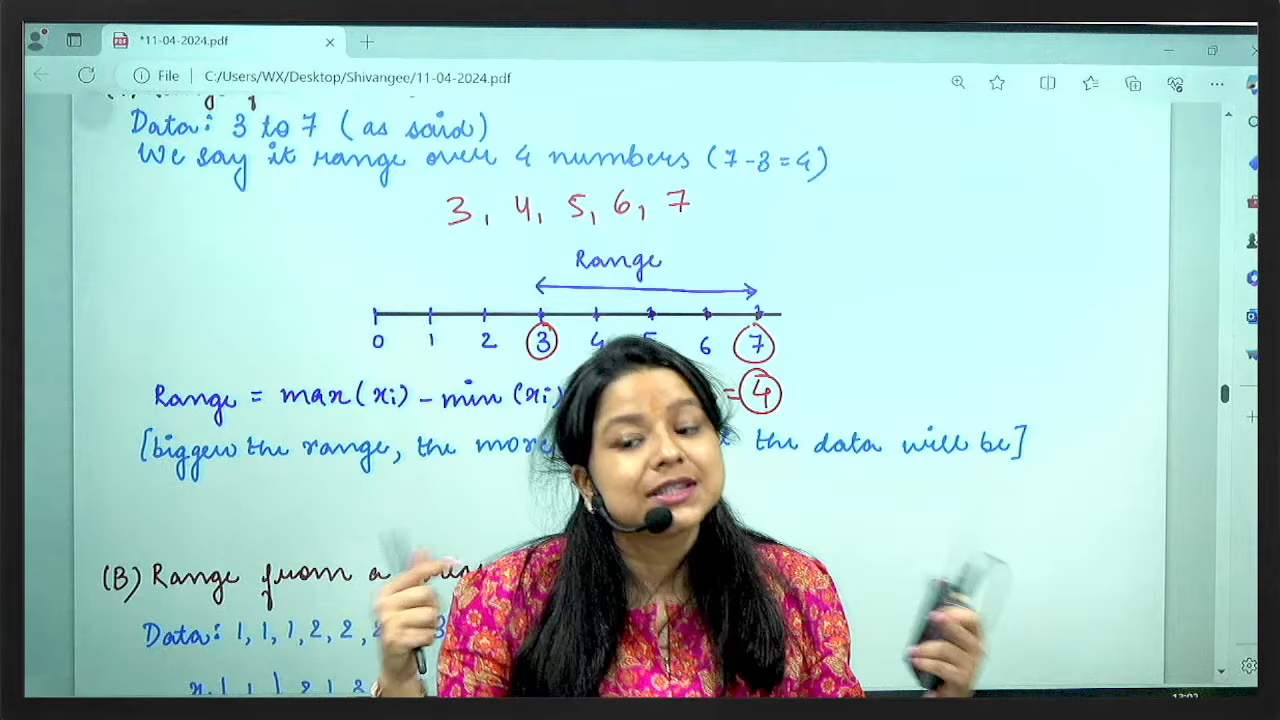 *11-04-2024.pdf
File C:/Users/WX/Desktop/Shivangee/11-04-2024.pdf
Data: 3 to 7 (as said)
We say it range over 4 numbers (7-3=4)
3, 4, 5, 6, 7
Range
0 1 2 3 4 6 7
Range = max(xi) - min(xi) = 4
[bigger the range, the more the data will be]
(B) Range from a
Data: 1, 1, 1, 2, 2, 3